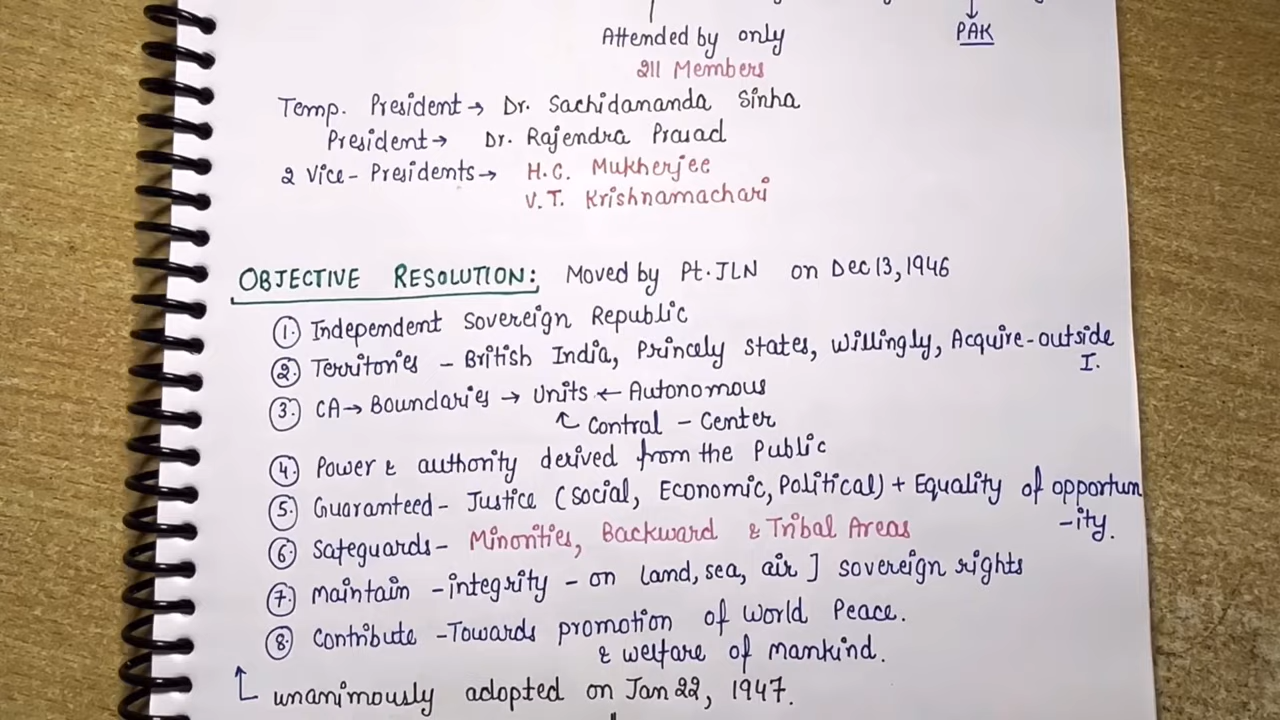 Attended by only
PAK
211 Members
Temp. President → Dr. Sachidananda Sinha
President → Dr. Rajendra Prasad
2 Vice-Presidents → H.C. Mukherjee
V.T. Krishnamachari
OBJECTIVE RESOLUTION: Moved by Pt. JLN on Dec 13, 1946
1. Independent Sovereign Republic
2. Territories - British India, Princely states, Willingly, Acquire-outside
I.
3. CA → Boundaries → Units ← Autonomous
↖ Control - Center
4. Power & authority derived from the Public
5. Guaranteed - Justice (Social, Economic, Political) + Equality of opportun
-ity.
6. Safeguards - Minorities, Backward & Tribal Areas
7. Maintain - integrity - on land, sea, air ] sovereign rights
8. Contribute - Towards promotion of world Peace.
& welfare of mankind.
unanimously adopted on Jan 22, 1947.